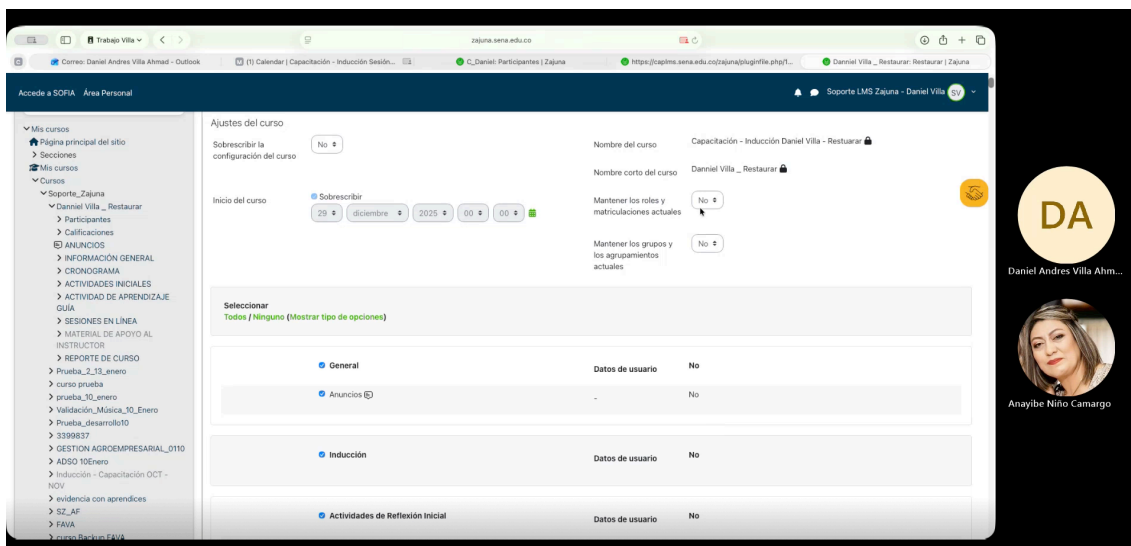 Trabajo Villa
zajuna.sena.edu.co
Correo: Daniel Andres Villa Ahmad - Outlook
(1) Calendar | Capacitación - Inducción Sesión...
C_Daniel: Participantes | Zajuna
https://caplms.sena.edu.co/zajuna/pluginfile.php/1...
Danniel Villa _ Restaurar: Restaurar | Zajuna
Accede a SOFIA
Área Personal
Soporte LMS Zajuna - Daniel Villa
SV
Mis cursos
Página principal del sitio
Secciones
Mis cursos
Cursos
Soporte_Zajuna
Danniel Villa _ Restaurar
Participantes
Calificaciones
ANUNCIOS
INFORMACIÓN GENERAL
CRONOGRAMA
ACTIVIDADES INICIALES
ACTIVIDAD DE APRENDIZAJE
GUÍA
SESIONES EN LÍNEA
MATERIAL DE APOYO AL
INSTRUCTOR
REPORTE DE CURSO
Prueba_2_13_enero
curso prueba
prueba_10_enero
Validación_Música_10_Enero
Prueba_desarrollo10
3399837
GESTION AGROEMPRESARIAL_0110
ADSO 10Enero
Inducción - Capacitación OCT -
NOV
evidencia con aprendices
SZ_AF
FAVA
curso Backup FAVA
Ajustes del curso
Sobrescribir la
configuración del curso
No
Nombre del curso
Capacitación - Inducción Daniel Villa - Restuarar
Nombre corto del curso
Danniel Villa _ Restaurar
Inicio del curso
Sobrescribir
29
diciembre
2025
00
00
Mantener los roles y
matriculaciones actuales
No
Mantener los grupos y
los agrupamientos
actuales
No
Seleccionar
Todos / Ninguno (Mostrar tipo de opciones)
General
Datos de usuario
No
Anuncios
-
No
Inducción
Datos de usuario
No
Actividades de Reflexión Inicial
Datos de usuario
No
DA
Daniel Andres Villa Ahm...
Anayibe Niño Camargo